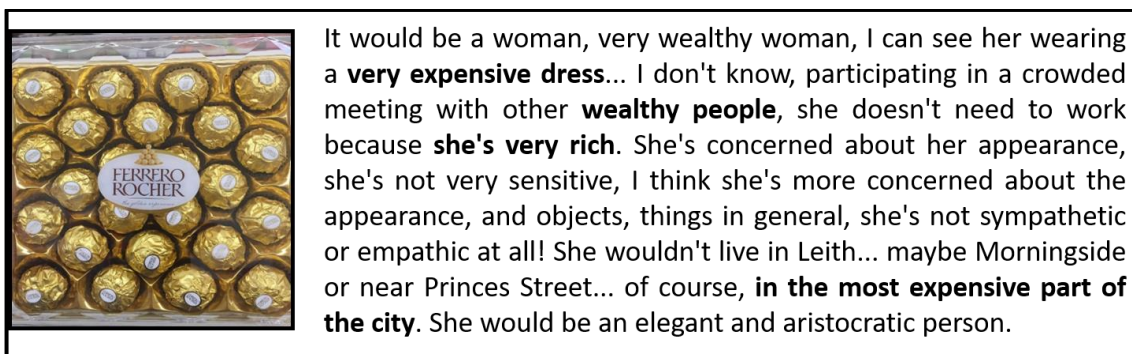 It would be a woman, very wealthy woman, I can see her wearing
a very expensive dress... I don't know, participating in a crowded
meeting with other wealthy people, she doesn't need to work
because she's very rich. She's concerned about her appearance,
she's not very sensitive, I think she's more concerned about the
appearance, and objects, things in general, she's not sympathetic
or empathic at all! She wouldn't live in Leith... maybe Morningside
or near Princes Street... of course, in the most expensive part of
the city. She would be an elegant and aristocratic person.
FERRERO
ROCHER